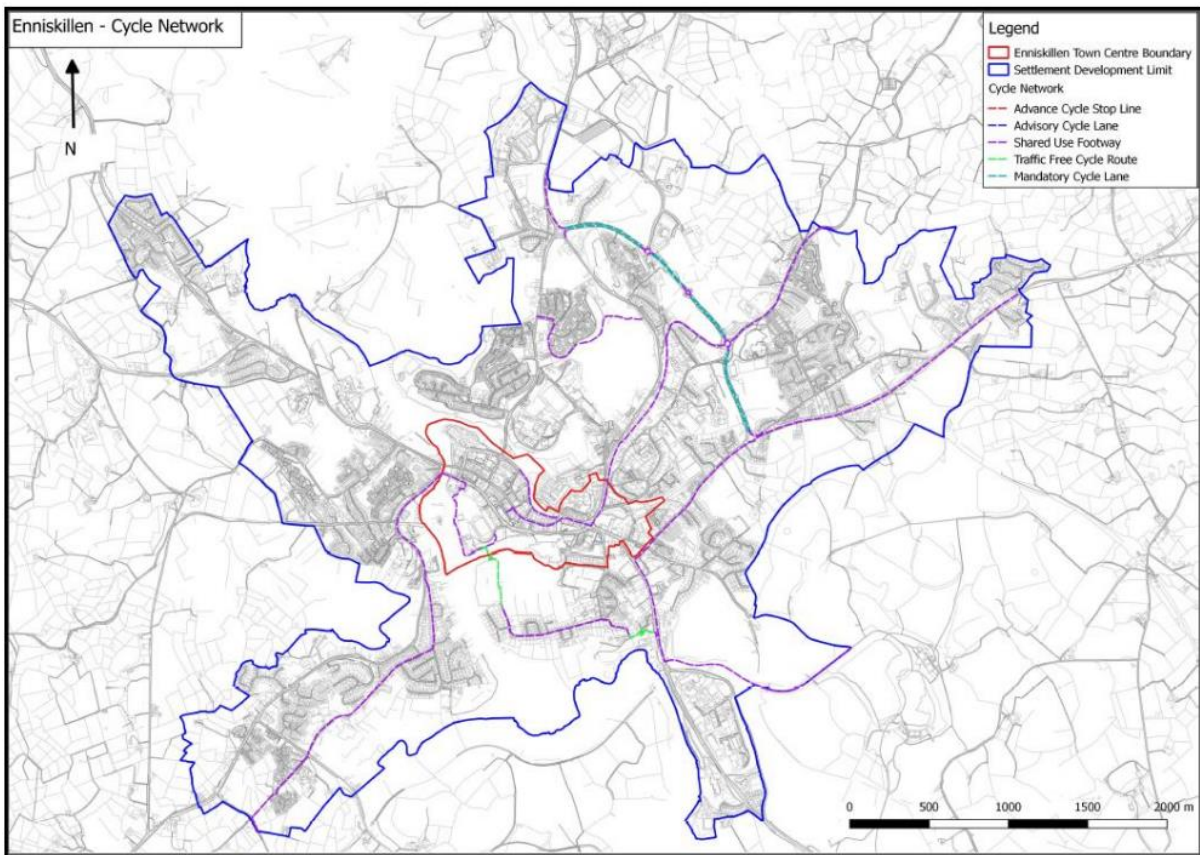 Enniskillen - Cycle Network
N
Legend
Enniskillen Town Centre Boundary
Settlement Development Limit
Cycle Network
Advance Cycle Stop Line
Advisory Cycle Lane
Shared Use Footway
Traffic Free Cycle Route
Mandatory Cycle Lane
0 500 1000 1500 2000 m